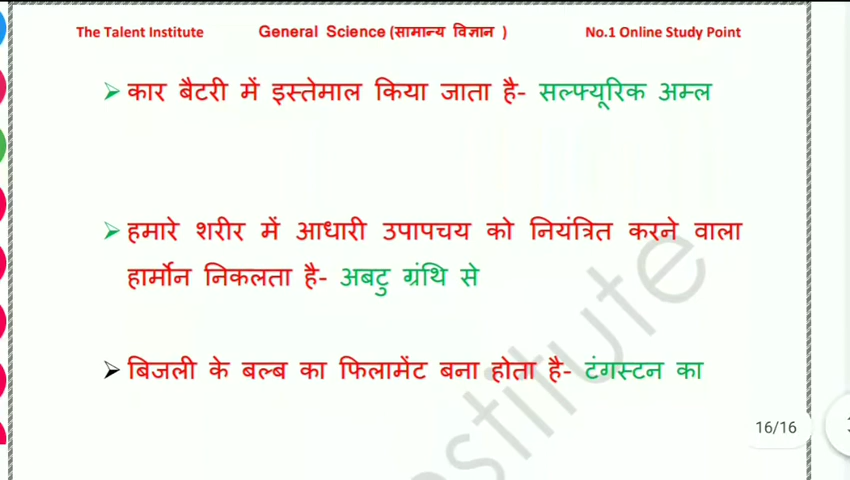 The Talent Institute General Science (सामान्य विज्ञान ) No.1 Online Study Point
➢ कार बैटरी में इस्तेमाल किया जाता है- सल्फ्यूरिक अम्ल
➢ हमारे शरीर में आधारी उपापचय को नियंत्रित करने वाला
हार्मोन निकलता है- अबटु ग्रंथि से
➢ बिजली के बल्ब का फिलामेंट बना होता है- टंगस्टन का
16/16